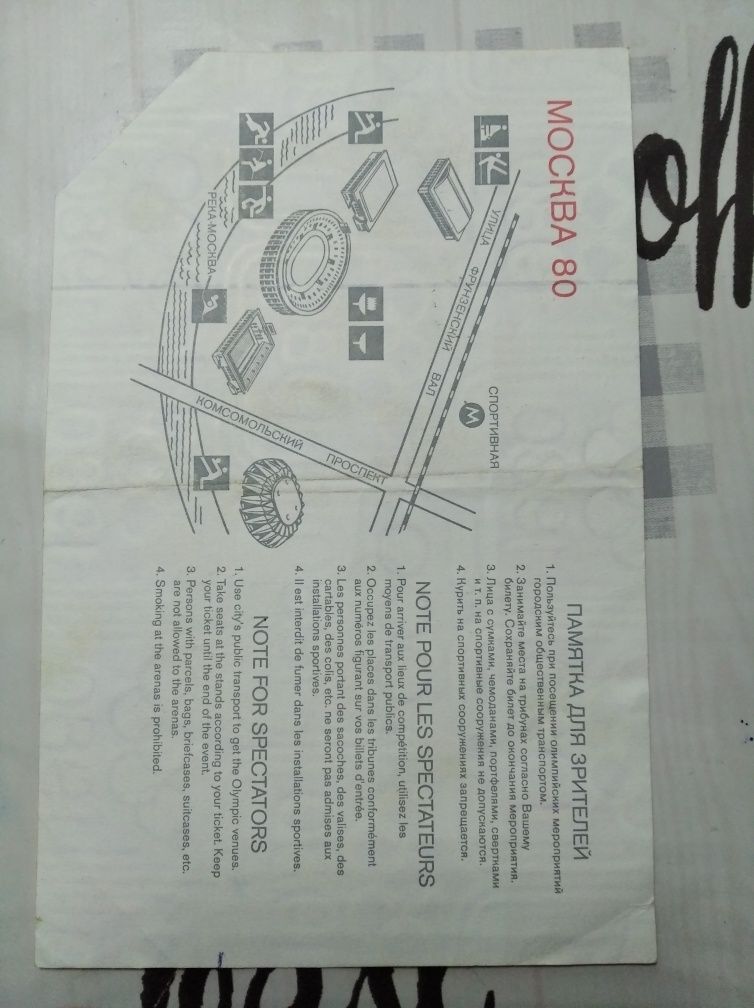 МОСКВА 80
УЛИЦА ФРУНЗЕНСКИЙ ВАЛ
СПОРТИВНАЯ
М
РЕКА-МОСКВА
КОМСОМОЛЬСКИЙ ПРОСПЕКТ
ПАМЯТКА ДЛЯ ЗРИТЕЛЕЙ
1. Пользуйтесь при посещении олимпийских мероприятий
городским общественным транспортом.
2. Занимайте места на трибунах согласно Вашему
билету. Сохраняйте билет до окончания мероприятия.
3. Лица с сумками, чемоданами, портфелями, свертками
и т. п. на спортивные сооружения не допускаются.
4. Курить на спортивных сооружениях запрещается.
NOTE POUR LES SPECTATEURS
1. Pour arriver aux lieux de compétition, utilisez les
moyens de transport publics.
2. Occupez les places dans les tribunes conformément
aux numéros figurant sur vos billets d'entrée.
3. Les personnes portant des sacoches, des valises, des
cartables, des colis, etc. ne seront pas admises aux
installations sportives.
4. Il est interdit de fumer dans les installations sportives.
NOTE FOR SPECTATORS
1. Use city's public transport to get the Olympic venues.
2. Take seats at the stands according to your ticket. Keep
your ticket until the end of the event.
3. Persons with parcels, bags, briefcases, suitcases, etc.
are not allowed to the arenas.
4. Smoking at the arenas is prohibited.